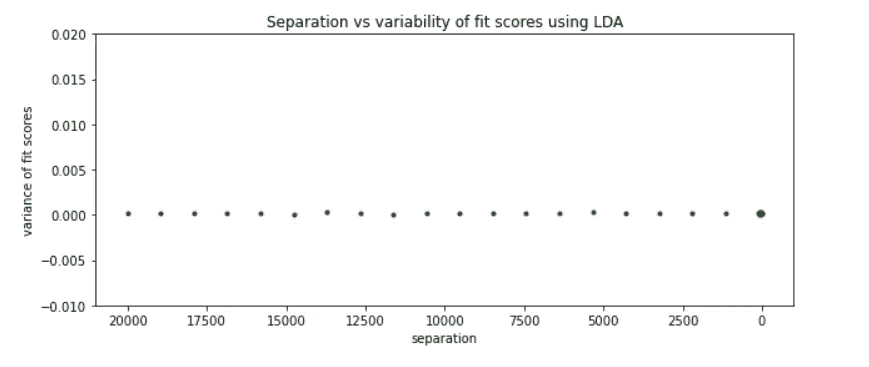 Separation vs variability of fit scores using LDA
0.020
0.015
0.010
0.005
0.000
−0.005
−0.010
variance of fit scores
20000 17500 15000 12500 10000 7500 5000 2500 0
separation